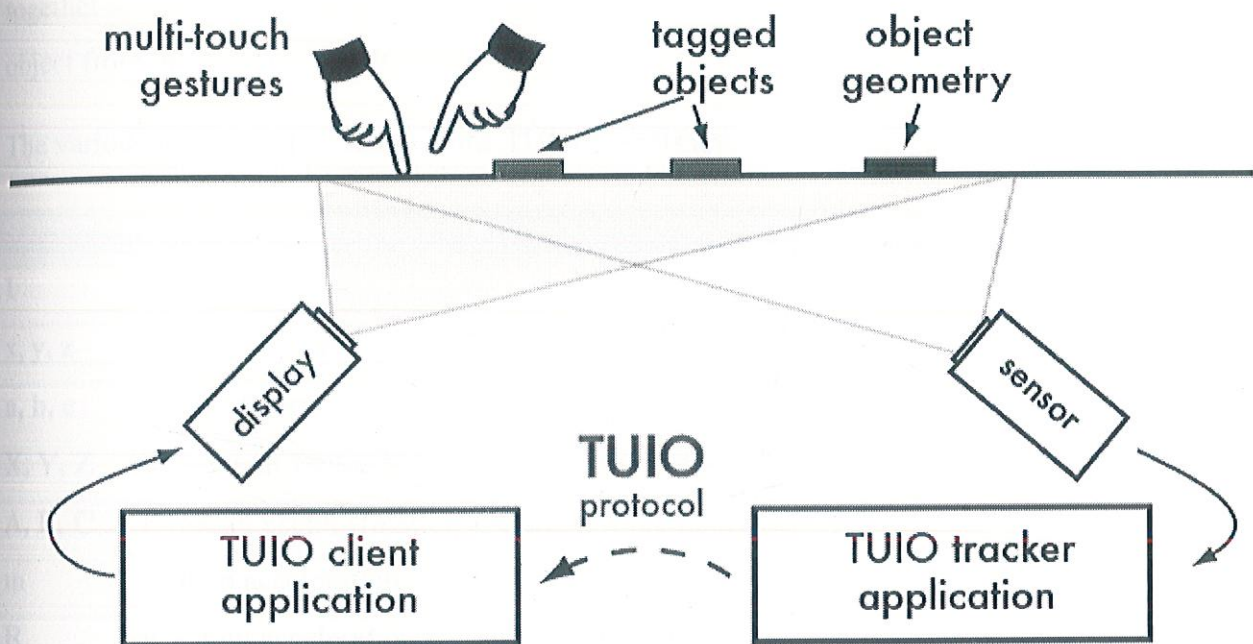 multi-touch
gestures
tagged
objects
object
geometry
display
sensor
TUIO
protocol
TUIO client
application
TUIO tracker
application